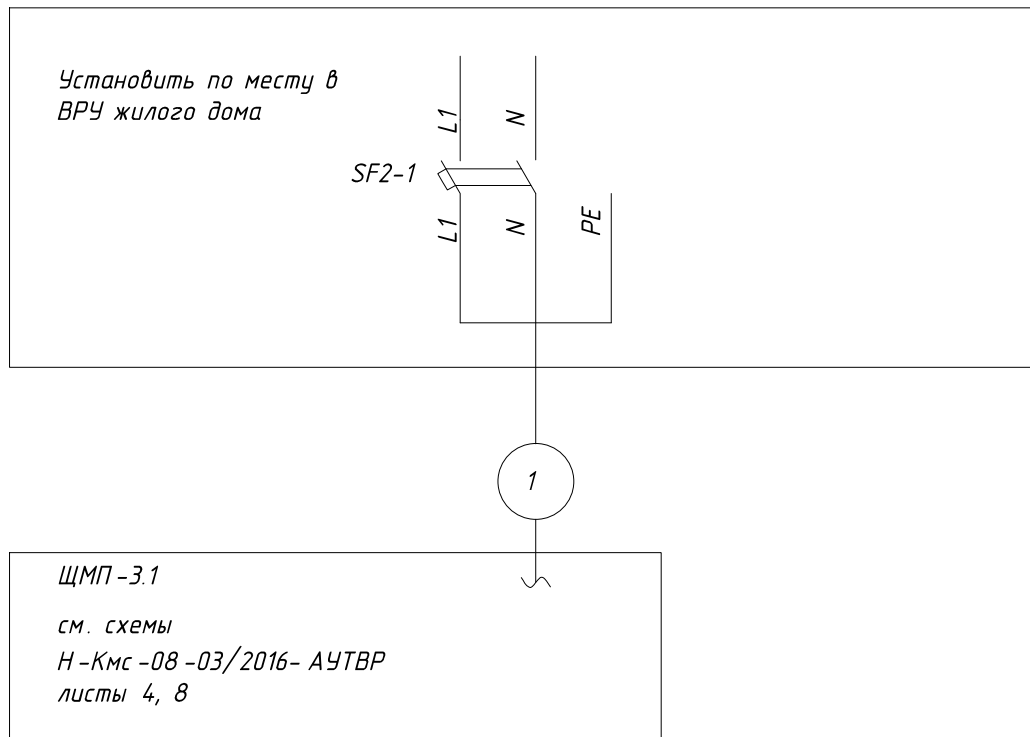 Установить по месту в
ВРУ жилого дома
L1
N
SF2-1
L1
N
PE
1
ЩМП-3.1
см. схемы
Н-Кмс-08-03/2016-АУТВР
листы 4, 8